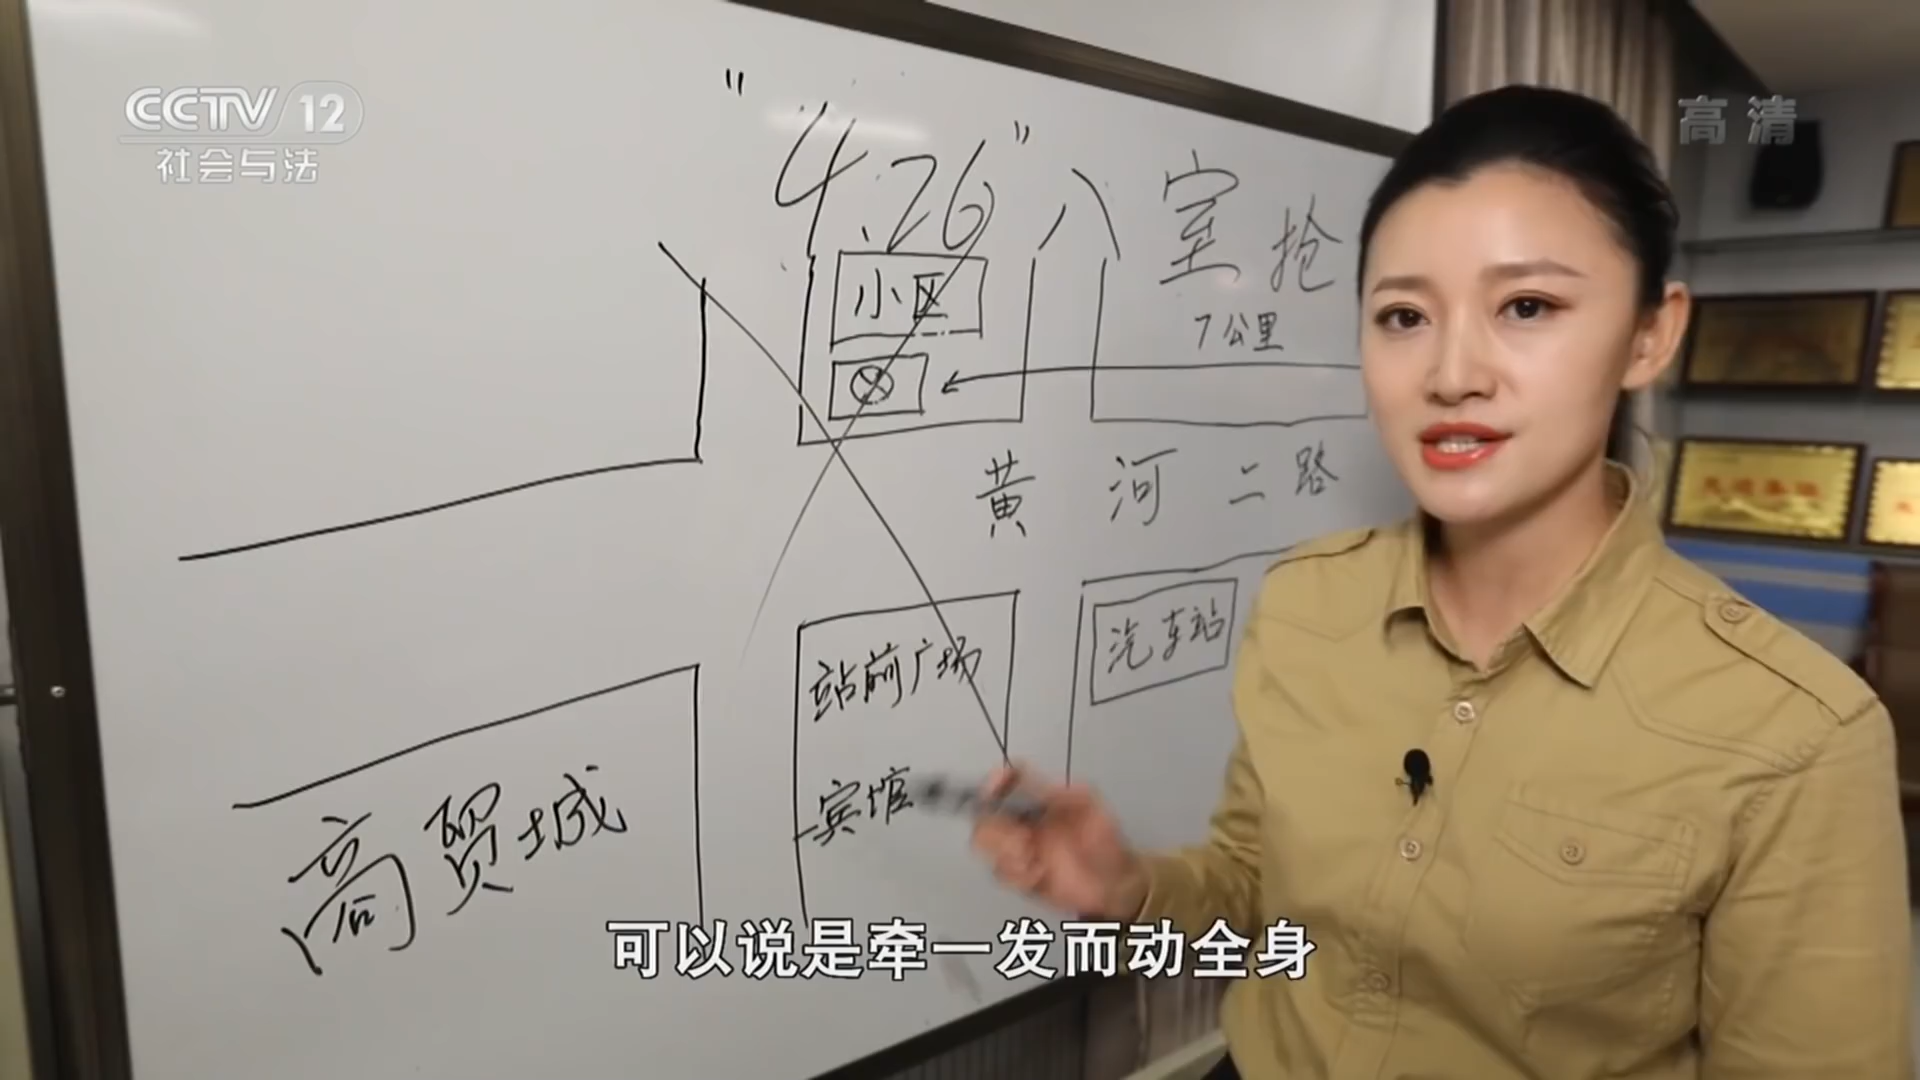 CCTV 12
社会与法
高清
"4.26"入室抢
小区
7公里
黄河二路
站前广场
汽车站
宾馆
商贸城
可以说是牵一发而动全身